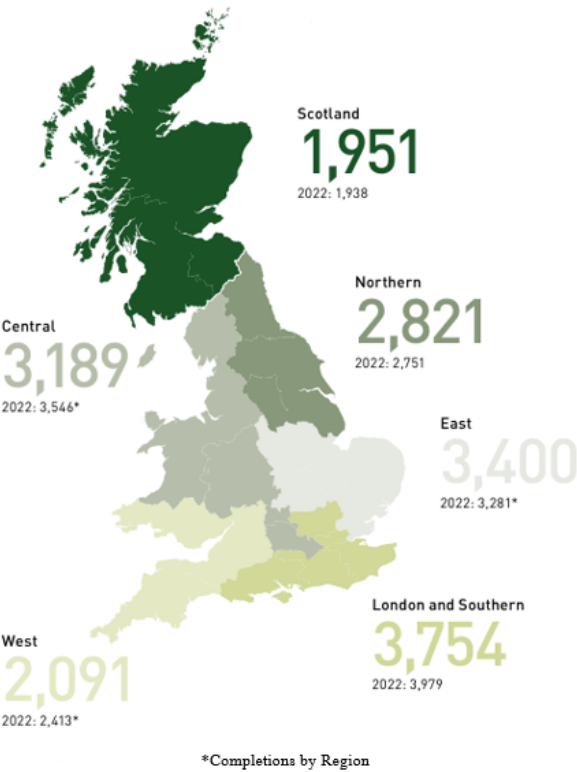 Scotland
1,951
2022: 1,938
Northern
2,821
2022: 2,751
Central
3,189
2022: 3,546*
East
3,400
2022: 3,281*
London and Southern
3,754
2022: 3,979
West
2,091
2022: 2,413*
*Completions by Region